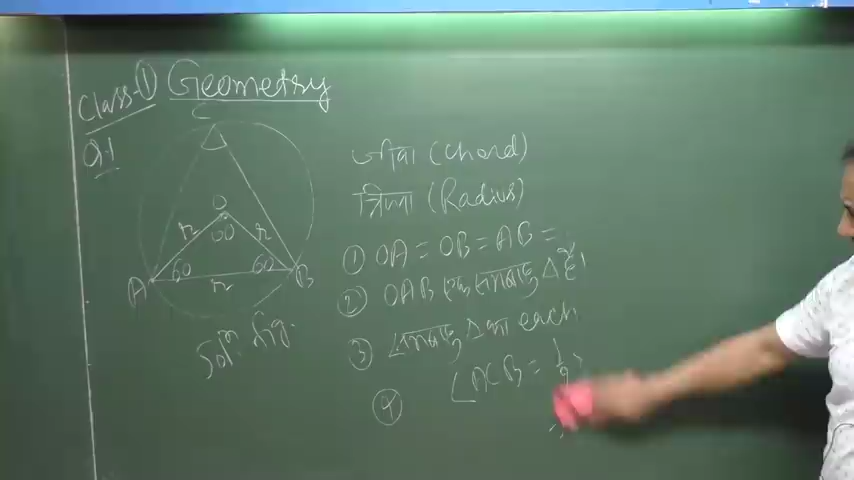 Class-① Geometry
Q.1
C
O
r r
60
60 60
A r B
Solⁿ fig.
जीवा (Chord)
त्रिज्या (Radius)
① OA = OB = AB =
② OAB एक समबाहु Δ है।
③ समबाहु Δ का each
④ ∠ACB = 1/2